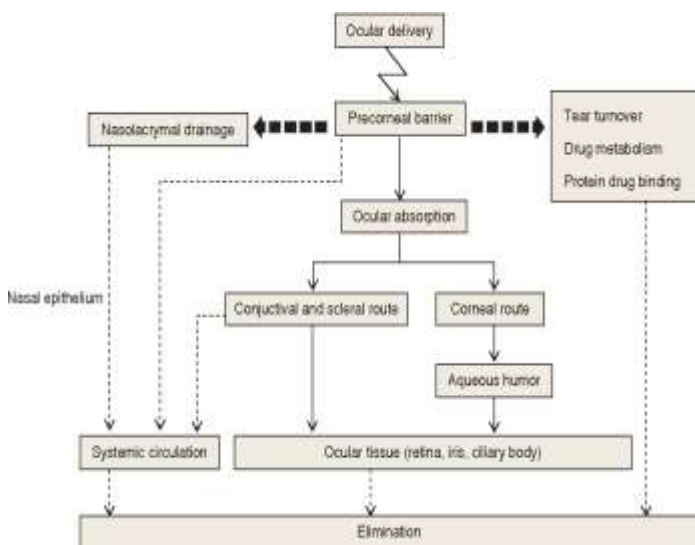 Ocular delivery
Nasolacrymal drainage
Precorneal barrier
Tear turnover
Drug metabolism
Protein drug binding
Ocular absorption
Nasal epithelium
Conjuctival and scleral route
Corneal route
Aqueous humor
Systemic circulation
Ocular tissue (retina, iris, ciliary body)
Elimination